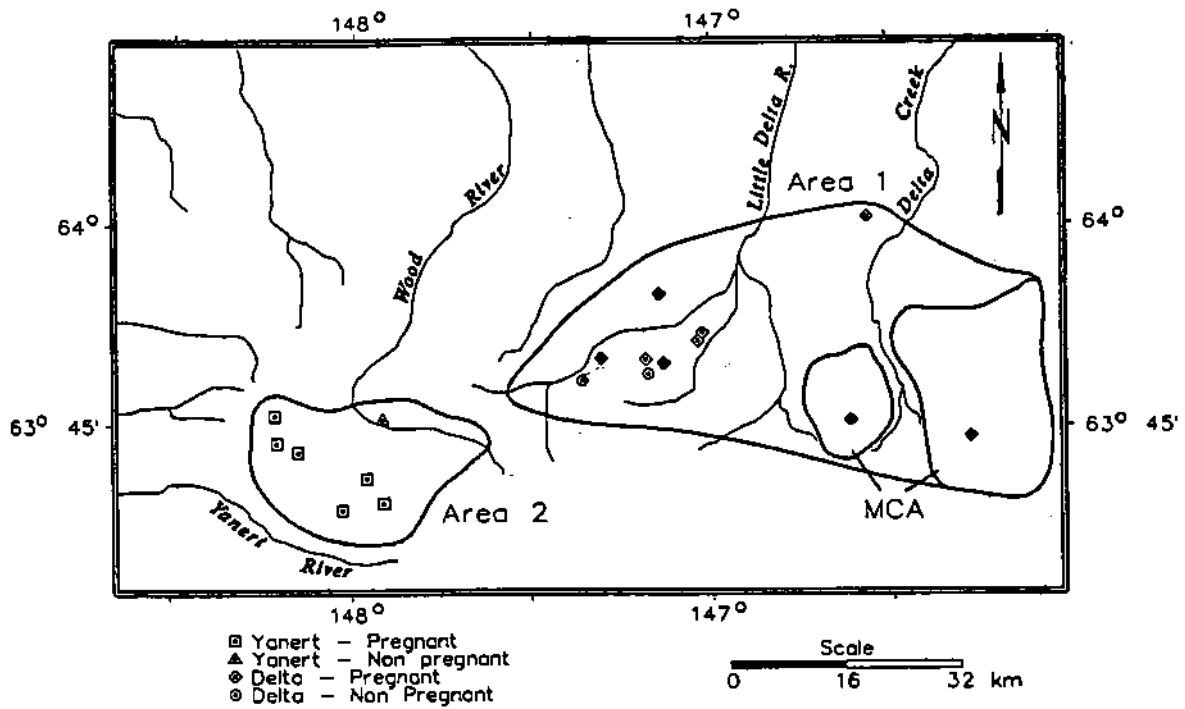 148° 147°
N
Little Delta R.
Creek
Delta
Area 1
River
Wood
64° 64°
63° 45' 63° 45'
MCA
Area 2
Yanert
River
148° 147°
Yanert – Pregnant
Yanert – Non pregnant
Delta – Pregnant
Delta – Non Pregnant
Scale
0 16 32 km